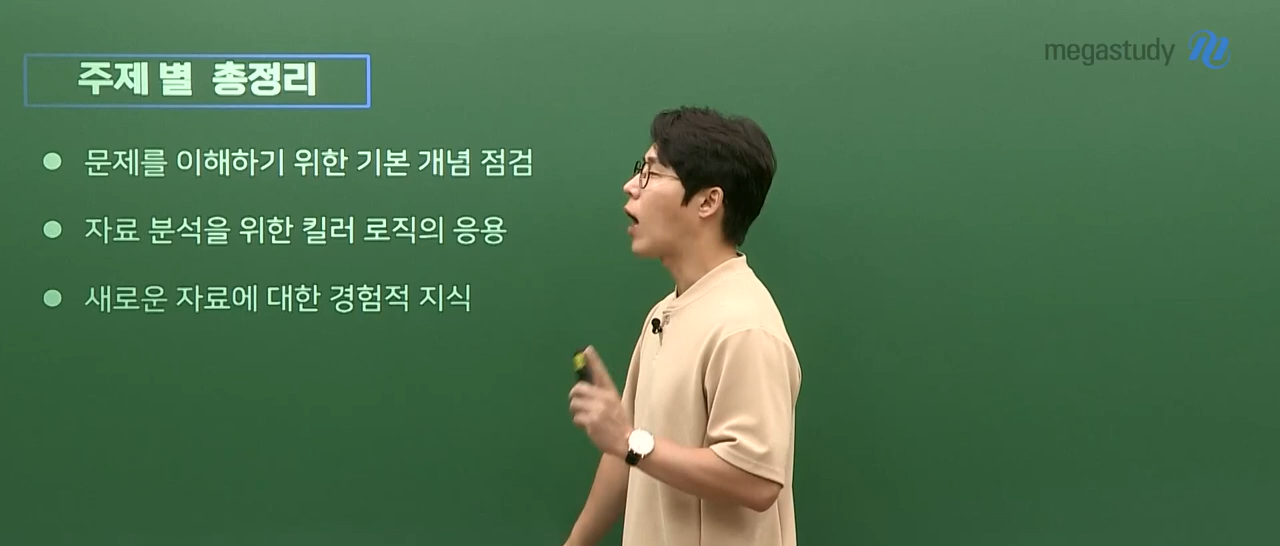 주제 별 총정리
megastudy
문제를 이해하기 위한 기본 개념 점검
자료 분석을 위한 킬러 로직의 응용
새로운 자료에 대한 경험적 지식